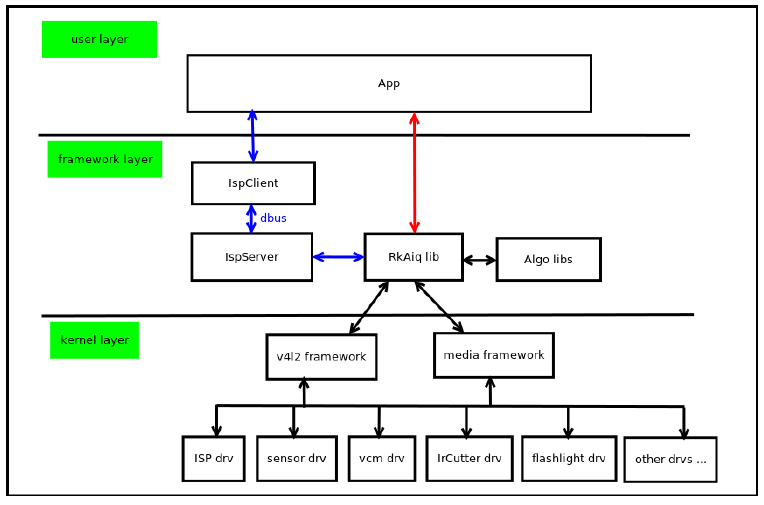 user layer
App
framework layer
IspClient
dbus
IspServer
RkAiq lib
Algo libs
kernel layer
v4l2 framework
media framework
ISP drv
sensor drv
vcm drv
IrCutter drv
flashlight drv
other drvs ...